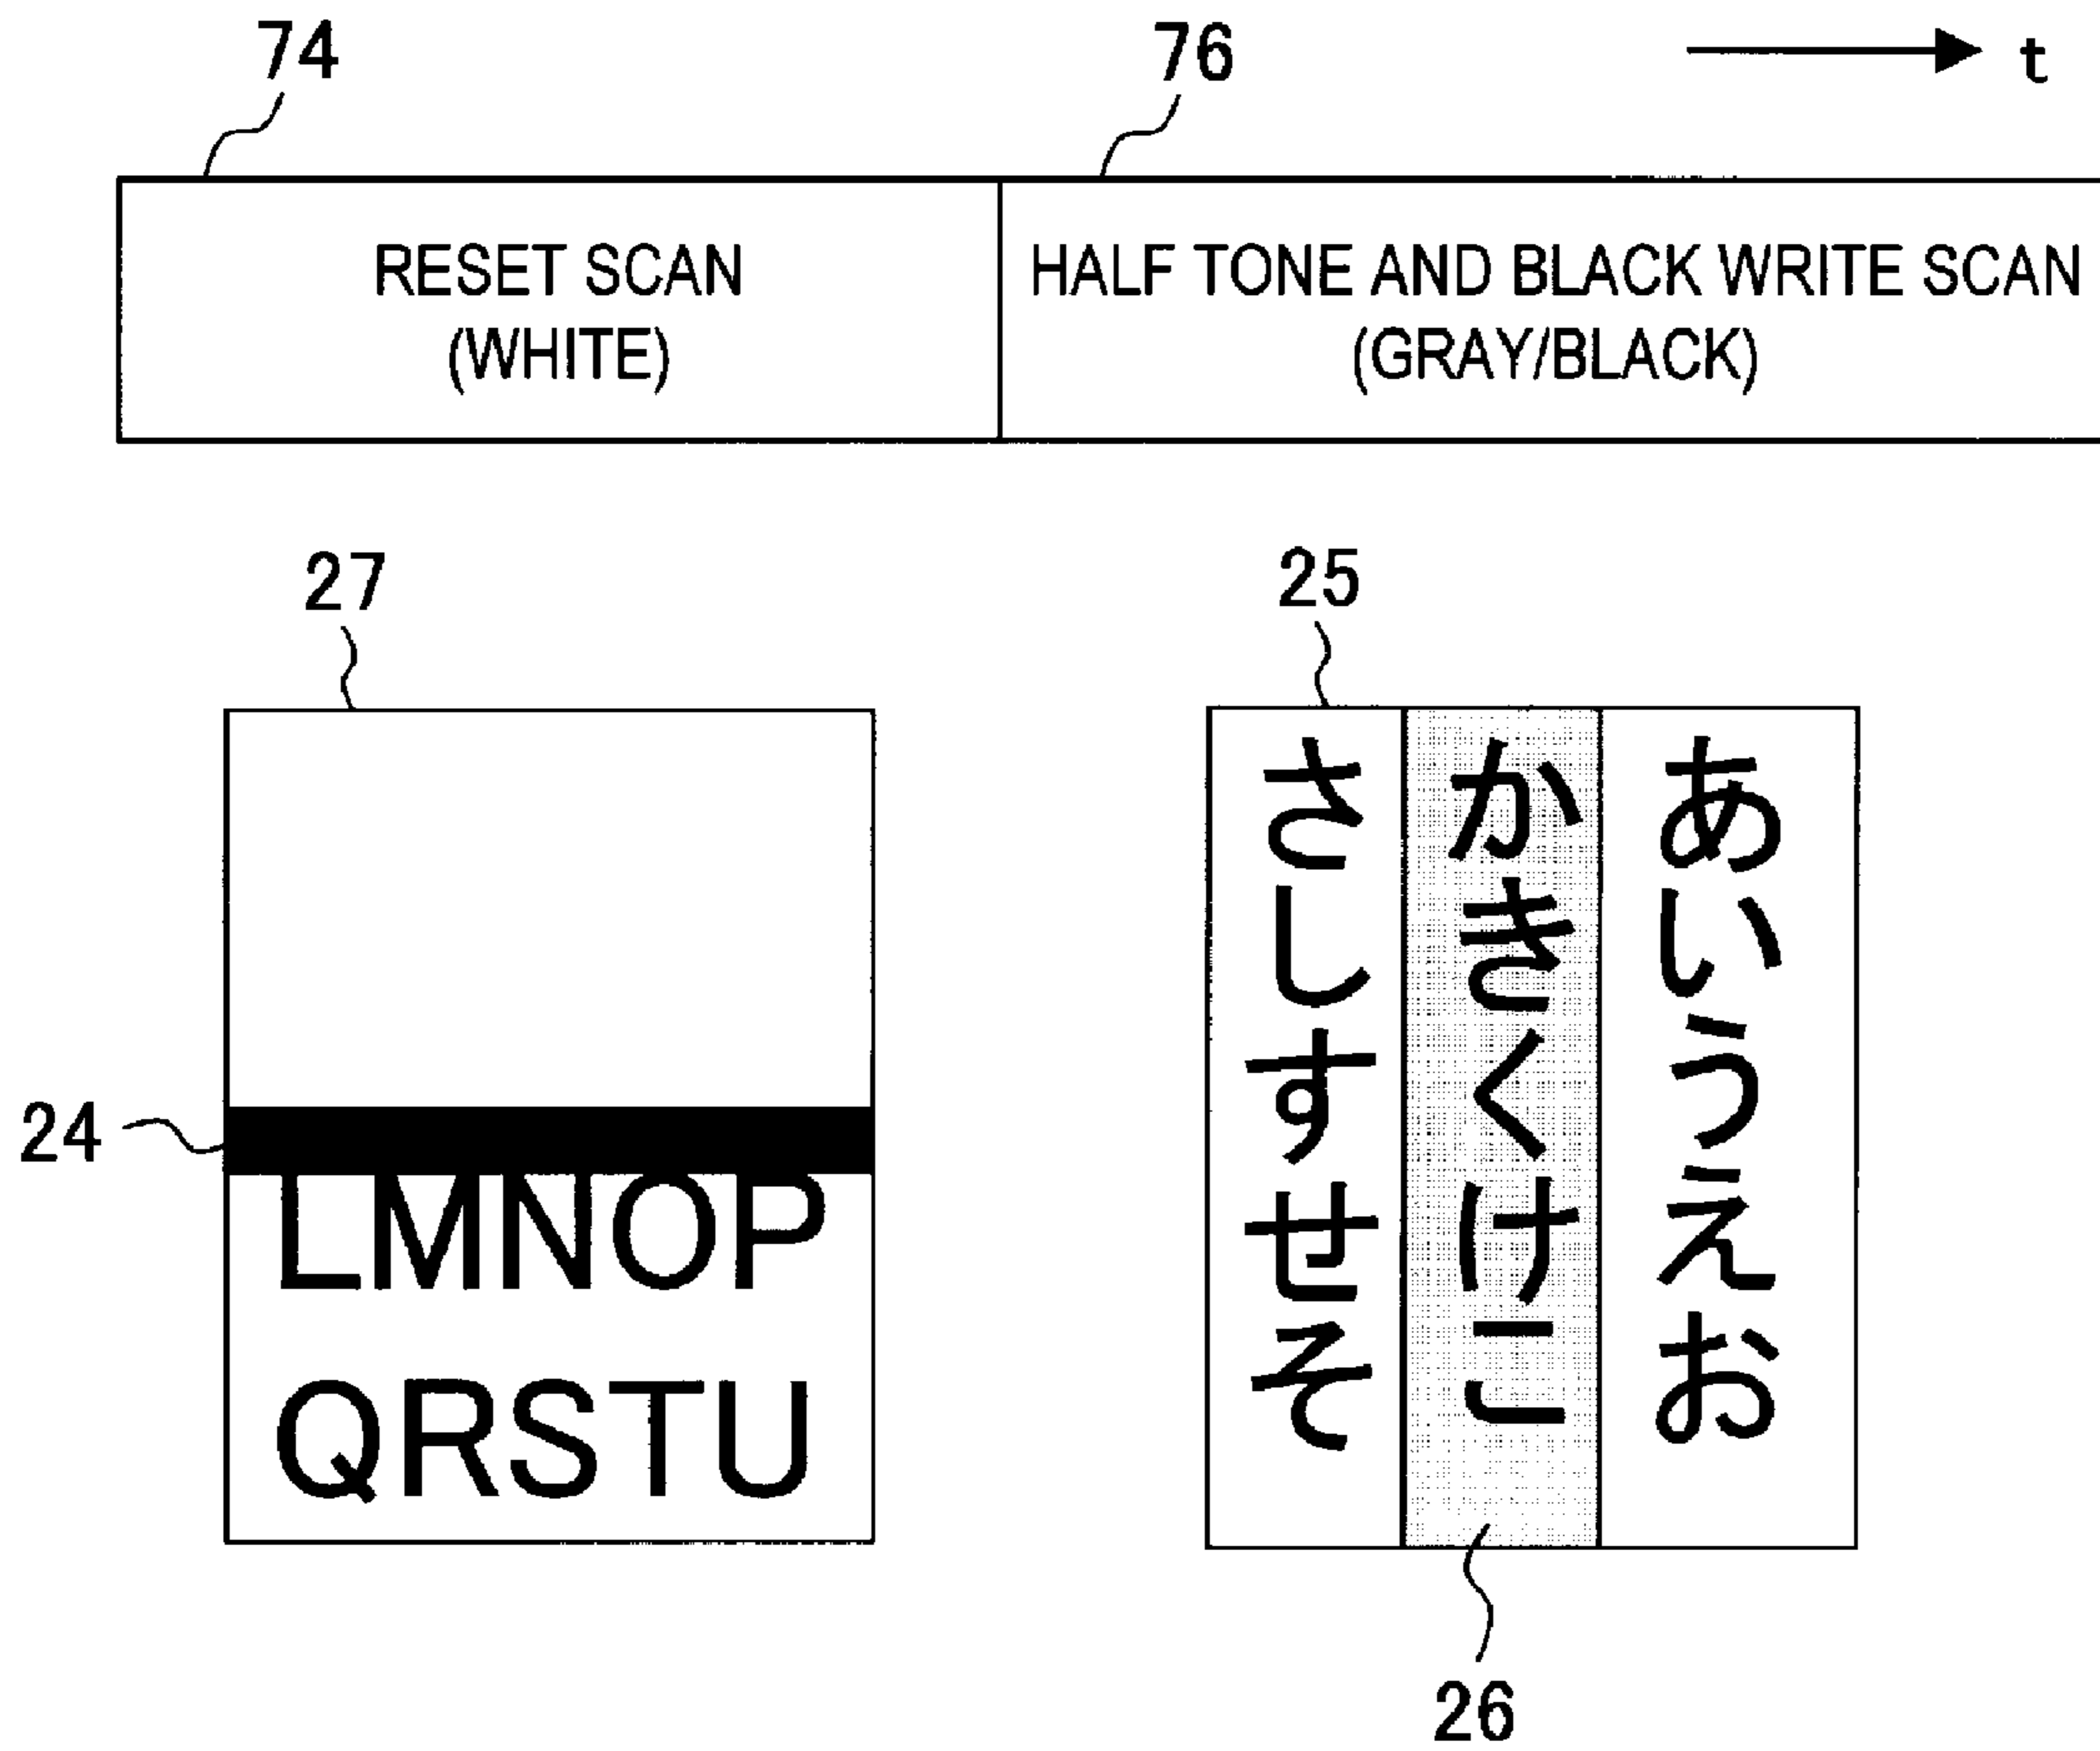 74
76
t
RESET SCAN
(WHITE)
HALF TONE AND BLACK WRITE SCAN
(GRAY/BLACK)
27
24
LMNOP
QRSTU
25
あいうえお
かきくけこ
さしすせそ
26